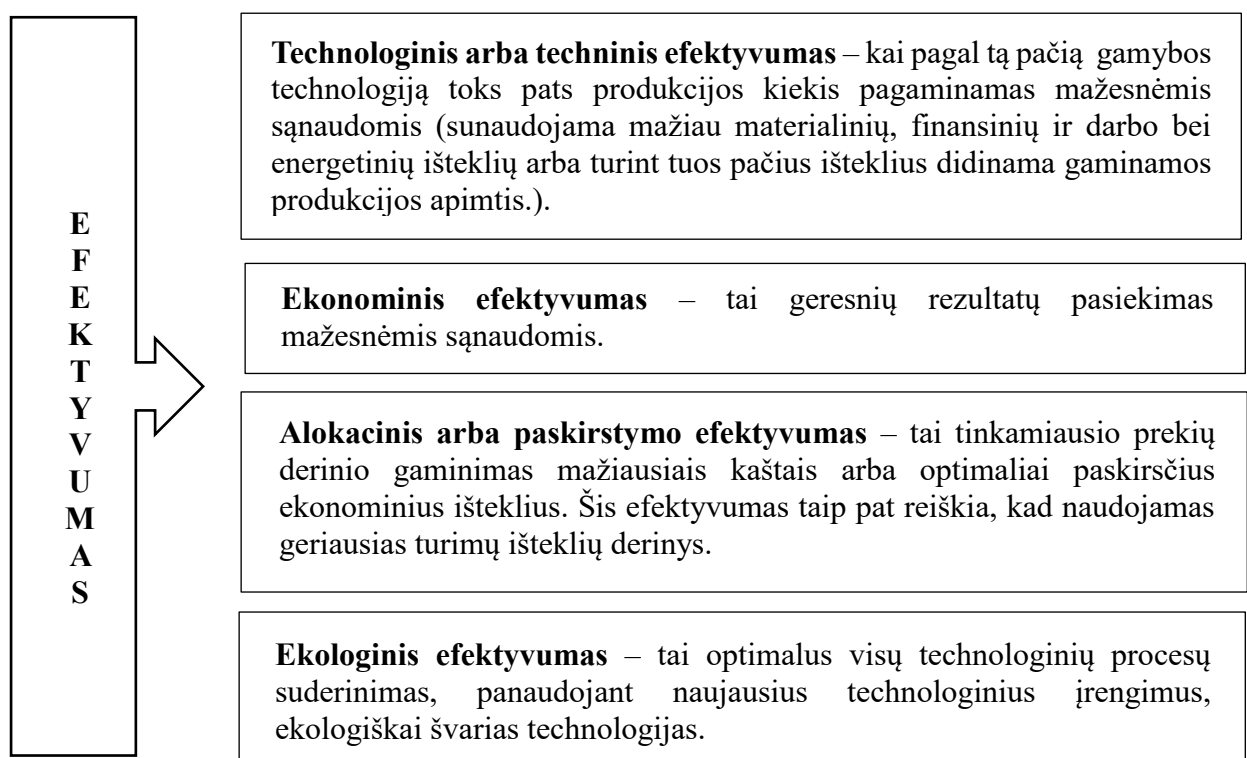 EFEKTYVUMAS
Technologinis arba techninis efektyvumas – kai pagal tą pačią gamybos
technologiją toks pats produkcijos kiekis pagaminamas mažesnėmis
sąnaudomis (sunaudojama mažiau materialinių, finansinių ir darbo bei
energetinių išteklių arba turint tuos pačius išteklius didinama gaminamos
produkcijos apimtis.).
Ekonominis efektyvumas – tai geresnių rezultatų pasiekimas
mažesnėmis sąnaudomis.
Alokacinis arba paskirstymo efektyvumas – tai tinkamiausio prekių
derinio gaminimas mažiausiais kaštais arba optimaliai paskirsčius
ekonominius išteklius. Šis efektyvumas taip pat reiškia, kad naudojamas
geriausias turimų išteklių derinys.
Ekologinis efektyvumas – tai optimalus visų technologinių procesų
suderinimas, panaudojant naujausius technologinius įrengimus,
ekologiškai švarias technologijas.